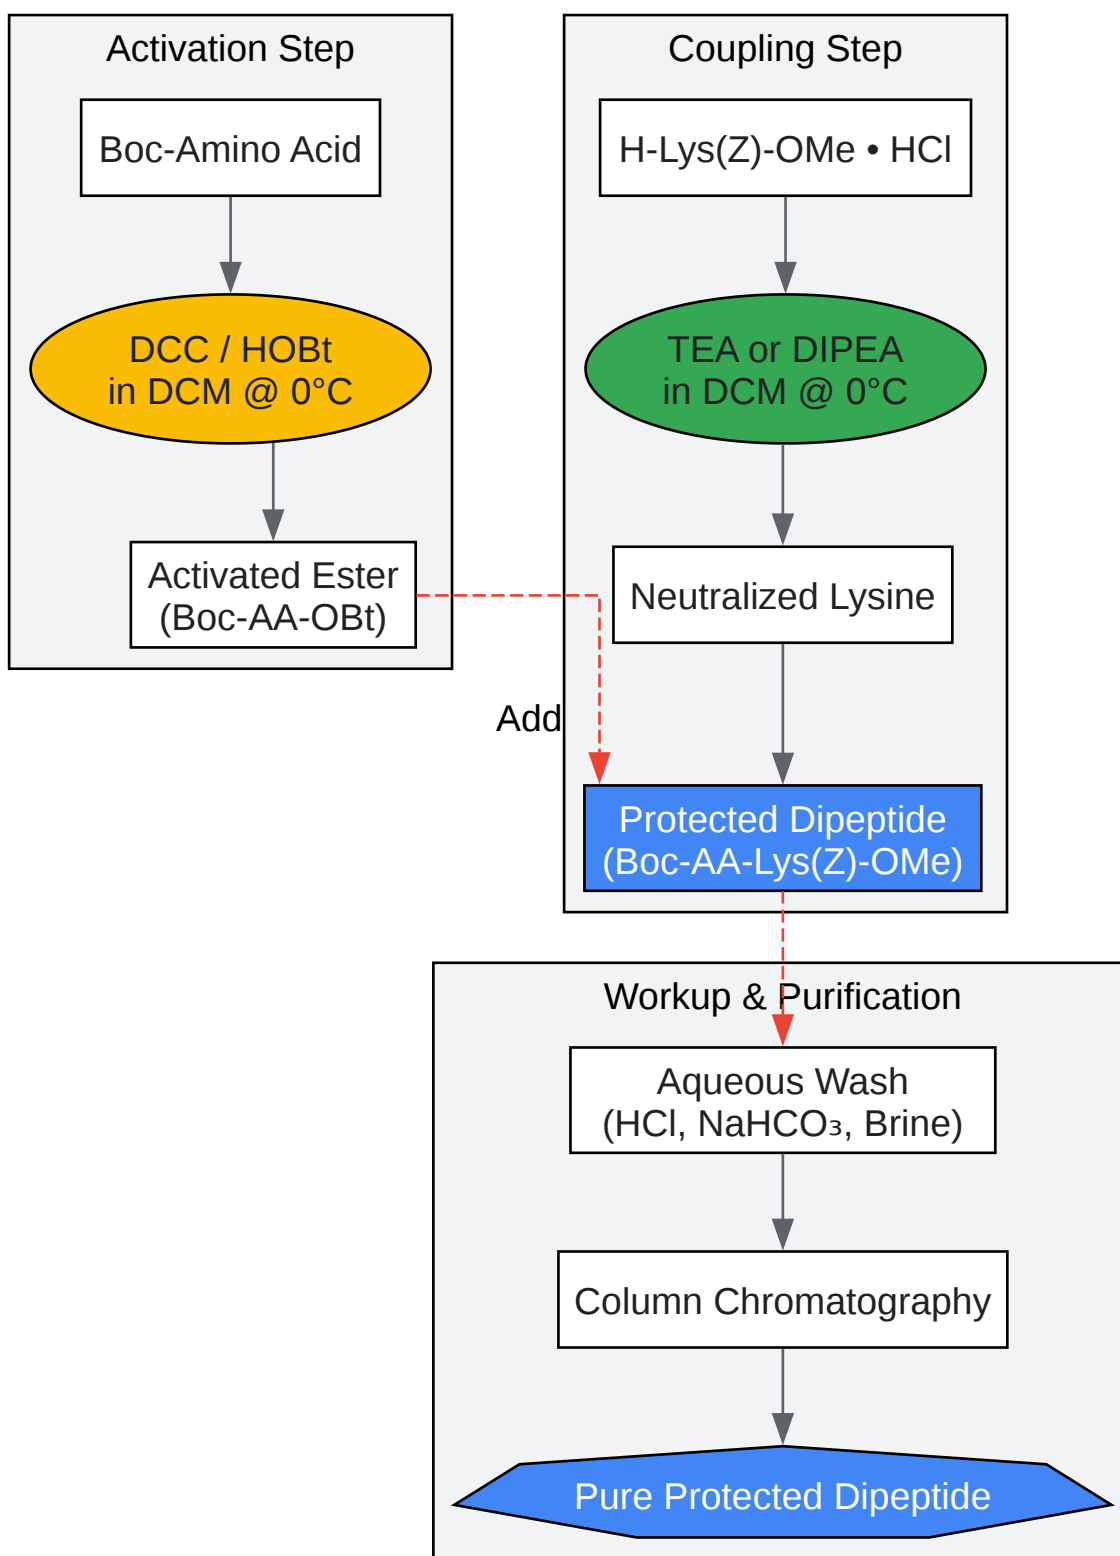 Activation Step
Boc-Amino Acid
DCC / HOBt
in DCM @ 0°C
Activated Ester
(Boc-AA-OBt)
Add
Coupling Step
H-Lys(Z)-OMe • HCl
TEA or DIPEA
in DCM @ 0°C
Neutralized Lysine
Protected Dipeptide
(Boc-AA-Lys(Z)-OMe)
Workup & Purification
Aqueous Wash
(HCl, NaHCO₃, Brine)
Column Chromatography
Pure Protected Dipeptide